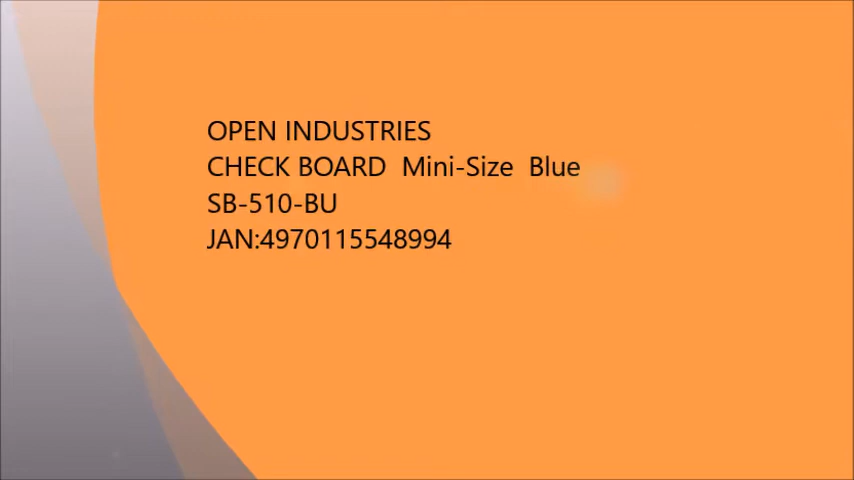 OPEN INDUSTRIES
CHECK BOARD  Mini-Size  Blue
SB-510-BU
JAN:4970115548994